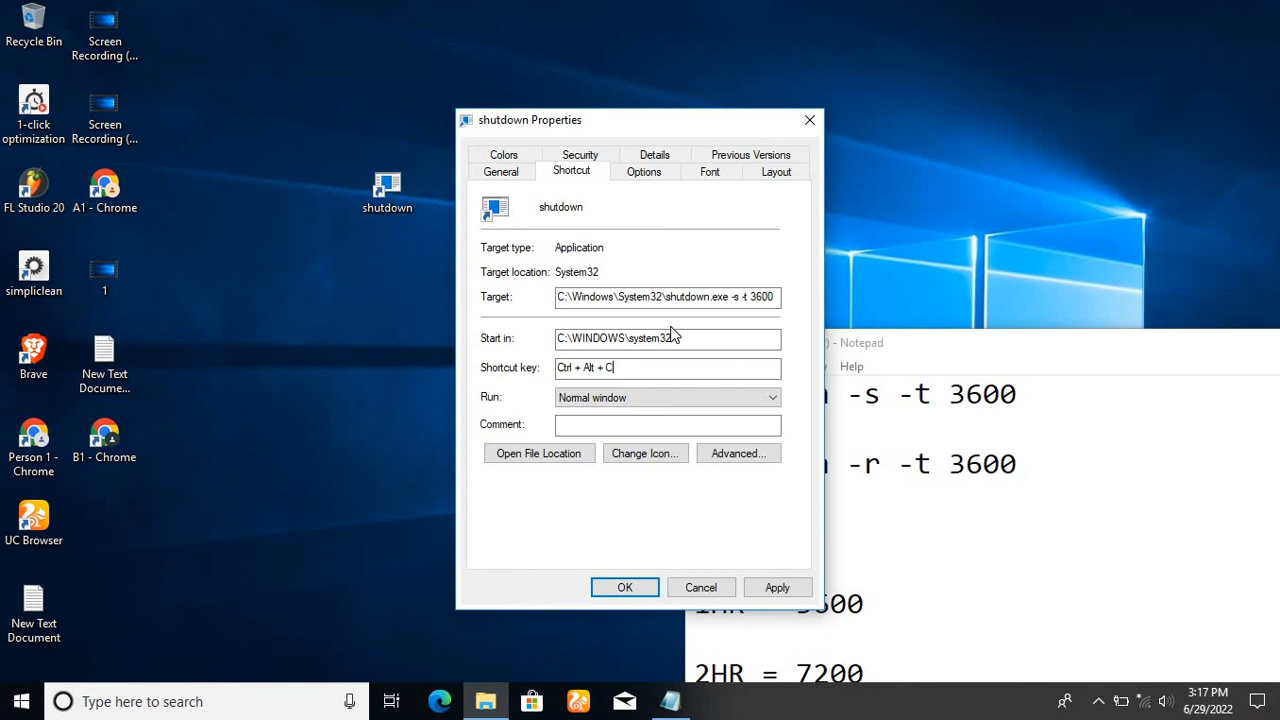 Recycle Bin
Screen
Recording (...
1-click
optimization
Screen
Recording (...
FL Studio 20
A1 - Chrome
shutdown
simpliclean
1
Brave
New Text
Docume...
Person 1 -
Chrome
B1 - Chrome
UC Browser
New Text
Document
shutdown Properties
Colors
Security
Details
Previous Versions
General
Shortcut
Options
Font
Layout
shutdown
Target type: Application
Target location: System32
Target: C:\Windows\System32\shutdown.exe -s -t 3600
Start in: C:\WINDOWS\system32
Shortcut key: Ctrl + Alt + C
Run: Normal window
Comment:
Open File Location
Change Icon...
Advanced...
OK
Cancel
Apply
- Notepad
Help
-s -t 3600
-r -t 3600
1HR = 3600
2HR = 7200
Type here to search
3:17 PM
6/29/2022